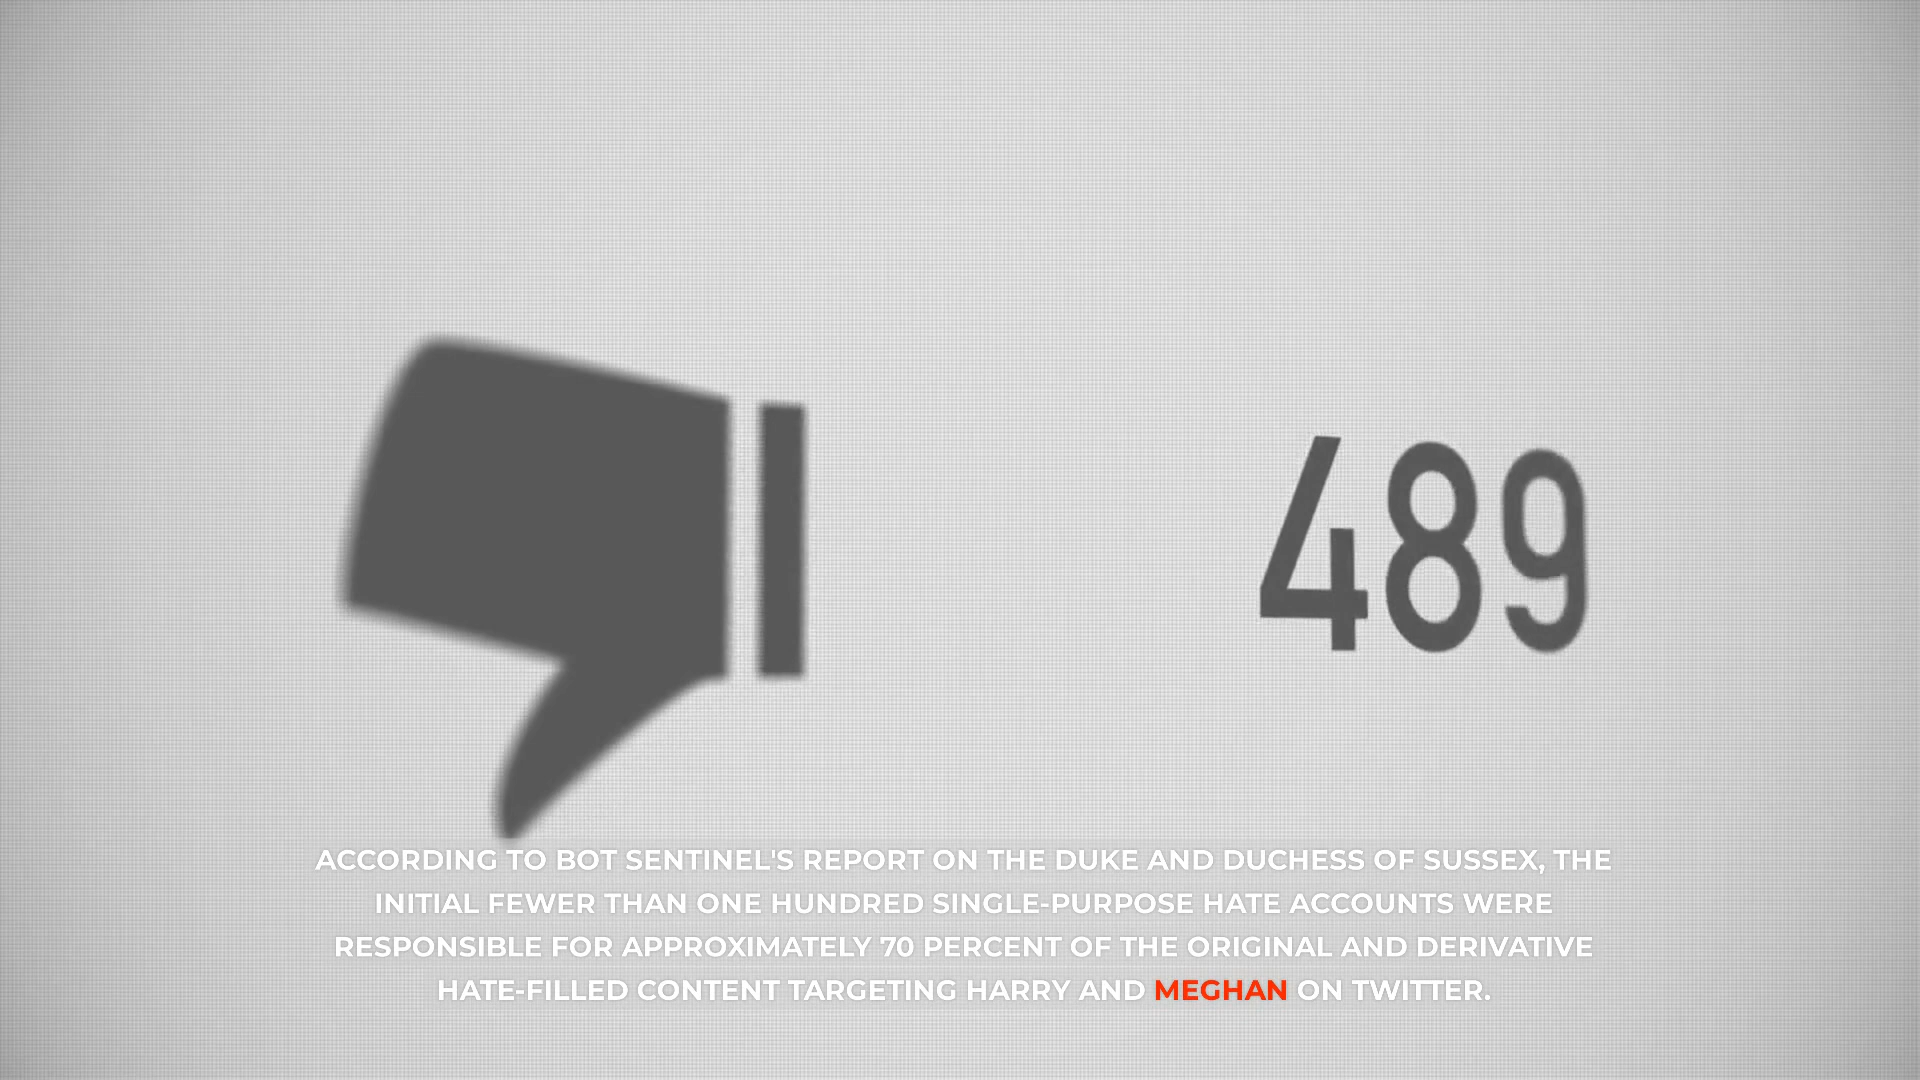 489
ACCORDING TO BOT SENTINEL'S REPORT ON THE DUKE AND DUCHESS OF SUSSEX, THE
INITIAL FEWER THAN ONE HUNDRED SINGLE-PURPOSE HATE ACCOUNTS WERE
RESPONSIBLE FOR APPROXIMATELY 70 PERCENT OF THE ORIGINAL AND DERIVATIVE
HATE-FILLED CONTENT TARGETING HARRY AND MEGHAN ON TWITTER.